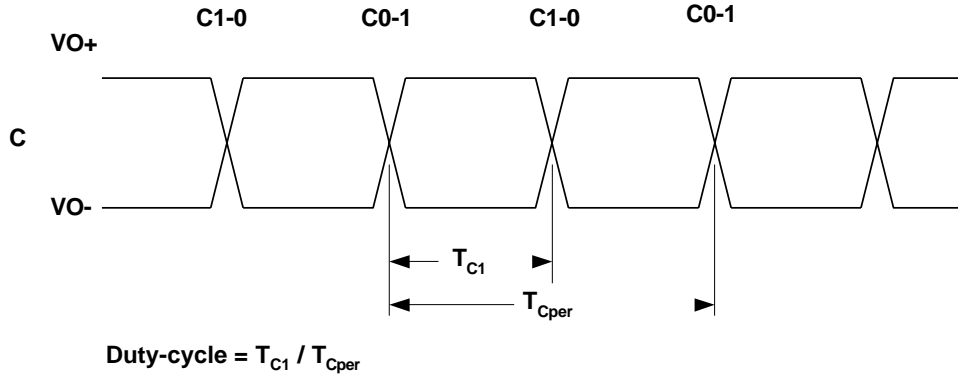 C1-0 C0-1 C1-0 C0-1
VO+
C
VO-
TC1
TCper
Duty-cycle = TC1 / TCper